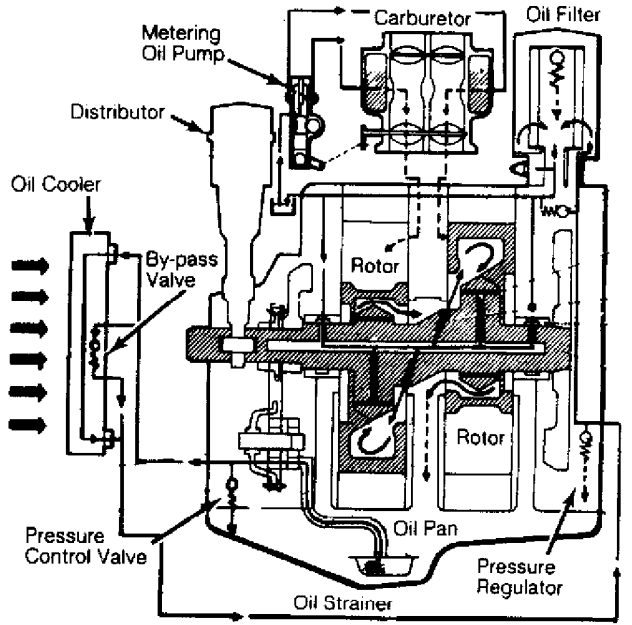 Carburetor
Oil Filter
Metering
Oil Pump
Distributor
Oil Cooler
By-pass
Valve
Rotor
Rotor
Oil Pan
Pressure
Control Valve
Pressure
Regulator
Oil Strainer